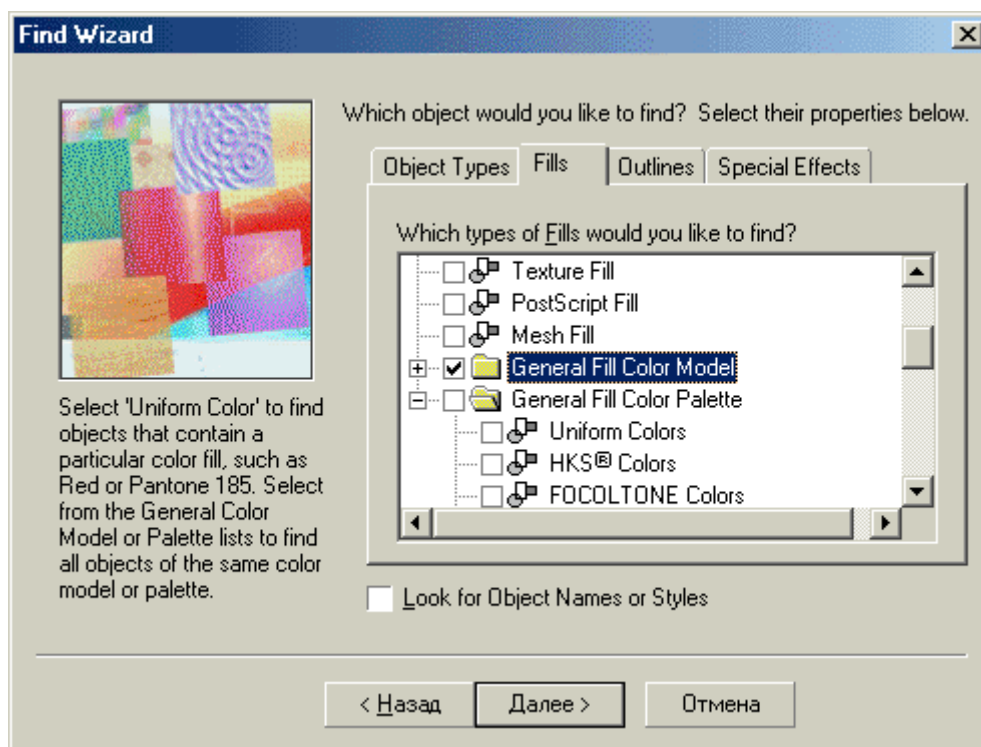 Find Wizard
Which object would you like to find? Select their properties below.
Object Types Fills Outlines Special Effects
Which types of Fills would you like to find?
Texture Fill
PostScript Fill
Mesh Fill
General Fill Color Model
General Fill Color Palette
Uniform Colors
HKS® Colors
FOCOLTONE Colors
Select 'Uniform Color' to find
objects that contain a
particular color fill, such as
Red or Pantone 185. Select
from the General Color
Model or Palette lists to find
all objects of the same color
model or palette.
Look for Object Names or Styles
< Назад Далее > Отмена